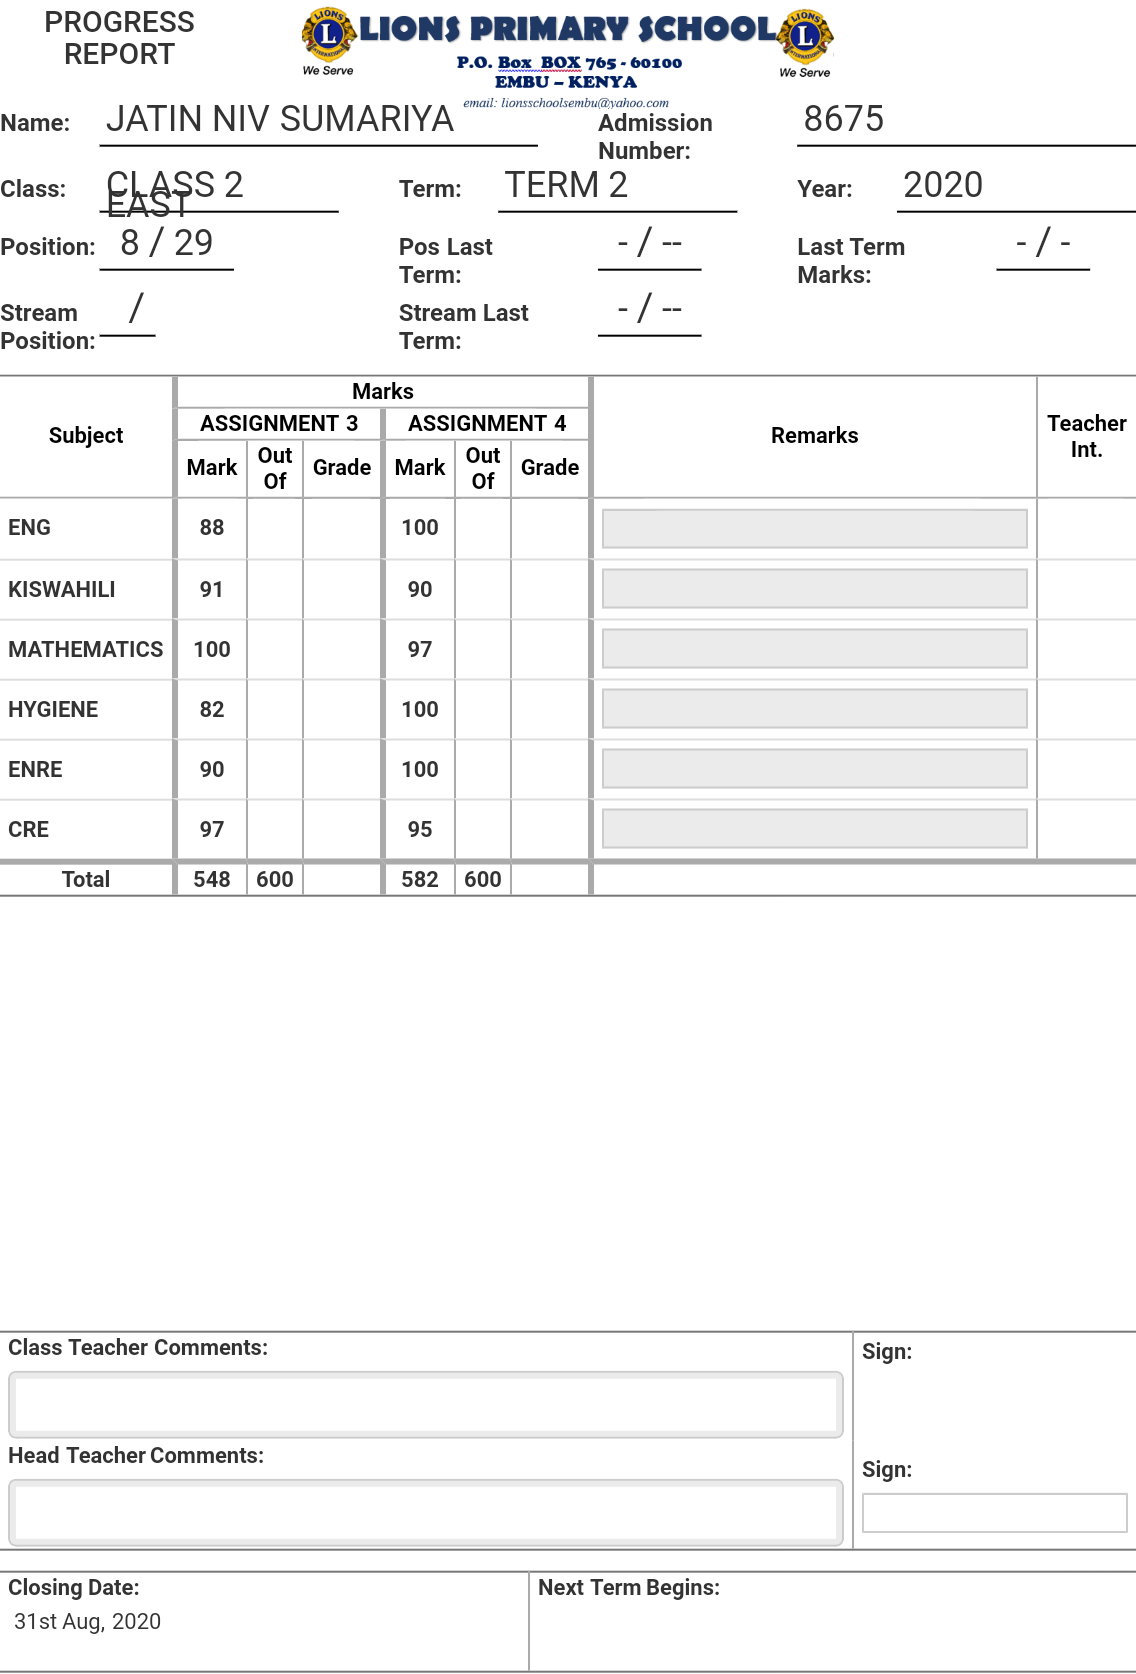 PROGRESS
REPORT
LIONS PRIMARY SCHOOL
P.O. Box BOX 765 - 60100
EMBU – KENYA
email: lionsschoolsembu@yahoo.com
LIONS L INTERNATIONAL We Serve
LIONS L INTERNATIONAL We Serve
Name: JATIN NIV SUMARIYA Admission Number: 8675
Class: CLASS 2 EAST Term: TERM 2 Year: 2020
Position: 8 / 29 Pos Last Term: - / -- Last Term Marks: - / -
Stream Position: / Stream Last Term: - / --
Subject Marks Remarks Teacher Int.
ASSIGNMENT 3 ASSIGNMENT 4
Mark Out Of Grade Mark Out Of Grade
ENG 88 100
KISWAHILI 91 90
MATHEMATICS 100 97
HYGIENE 82 100
ENRE 90 100
CRE 97 95
Total 548 600 582 600
Class Teacher Comments: Sign:
Head Teacher Comments: Sign:
Closing Date: Next Term Begins:
31st Aug, 2020